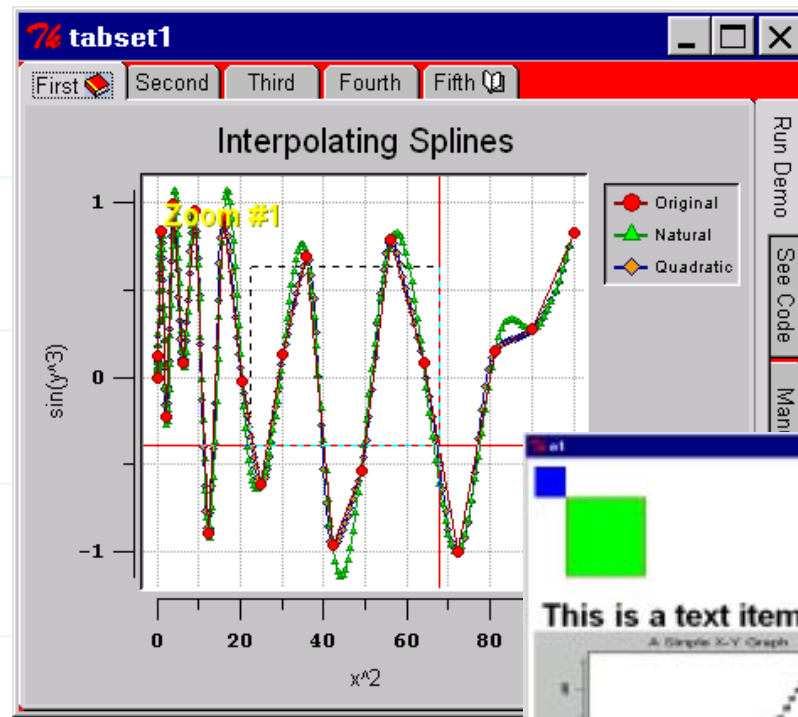 tabset1
First Second Third Fourth Fifth
Interpolating Splines
Run Demo
See Code
Zoom #1
Original
Natural
Quadratic
1
0
-1
sin(y^3)
0 20 40 60 80
x^2
a1
This is a text item
A Simple X-Y Graph